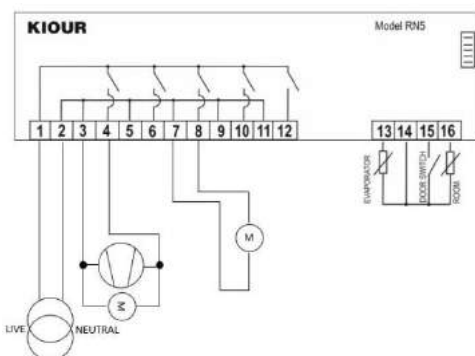 KIOUR
Model RN5
1 2 3 4 5 6 7 8 9 10 11 12
13 14 15 16
EVAPORATOR
DOOR SWITCH
ROOM
M
M
LIVE
NEUTRAL